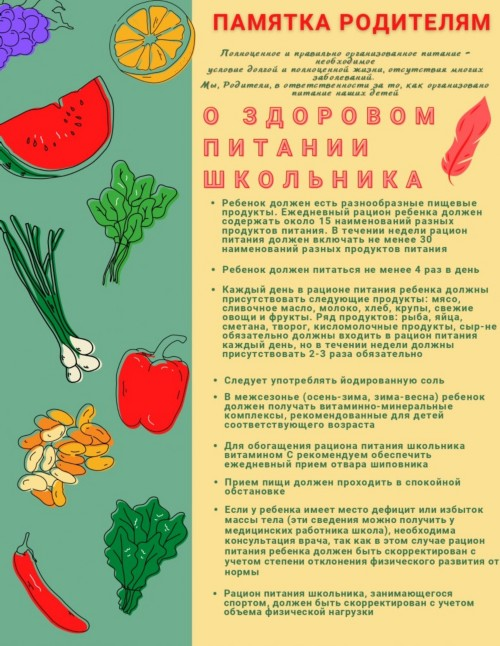 ПАМЯТКА РОДИТЕЛЯМ
Полноценное и правильно организованное питание –
необходимое
условие долгой и полноценной жизни, отсутствия многих
заболеваний.
Мы, Родители, в ответственности за то, как организовано
питание наших детей
О ЗДОРОВОМ
ПИТАНИИ
ШКОЛЬНИКА
• Ребенок должен есть разнообразные пищевые
продукты. Ежедневный рацион ребенка должен
содержать около 15 наименований разных
продуктов питания. В течении недели рацион
питания должен включать не менее 30
наименований разных продуктов питания
• Ребенок должен питаться не менее 4 раз в день
• Каждый день в рационе питания ребенка должны
присутствовать следующие продукты: мясо,
сливочное масло, молоко, хлеб, крупы, свежие
овощи и фрукты. Ряд продуктов: рыба, яйца,
сметана, творог, кисломолочные продукты, сыр-не
обязательно должны входить в рацион питания
каждый день, но в течении недели должны
присутствовать 2-3 раза обязательно
• Следует употреблять йодированную соль
• В межсезонье (осень-зима, зима-весна) ребенок
должен получать витаминно-минеральные
комплексы, рекомендованные для детей
соответствующего возраста
• Для обогащения рациона питания школьника
витамином С рекомендуем обеспечить
ежедневный прием отвара шиповника
• Прием пищи должен проходить в спокойной
обстановке
• Если у ребенка имеет место дефицит или избыток
массы тела (эти сведения можно получить у
медицинских работника школа), необходима
консультация врача, так как в этом случае рацион
питания ребенка должен быть скорректирован с
учетом степени отклонения физического развития от
нормы
• Рацион питания школьника, занимающегося
спортом, должен быть скорректирован с учетом
объема физической нагрузки